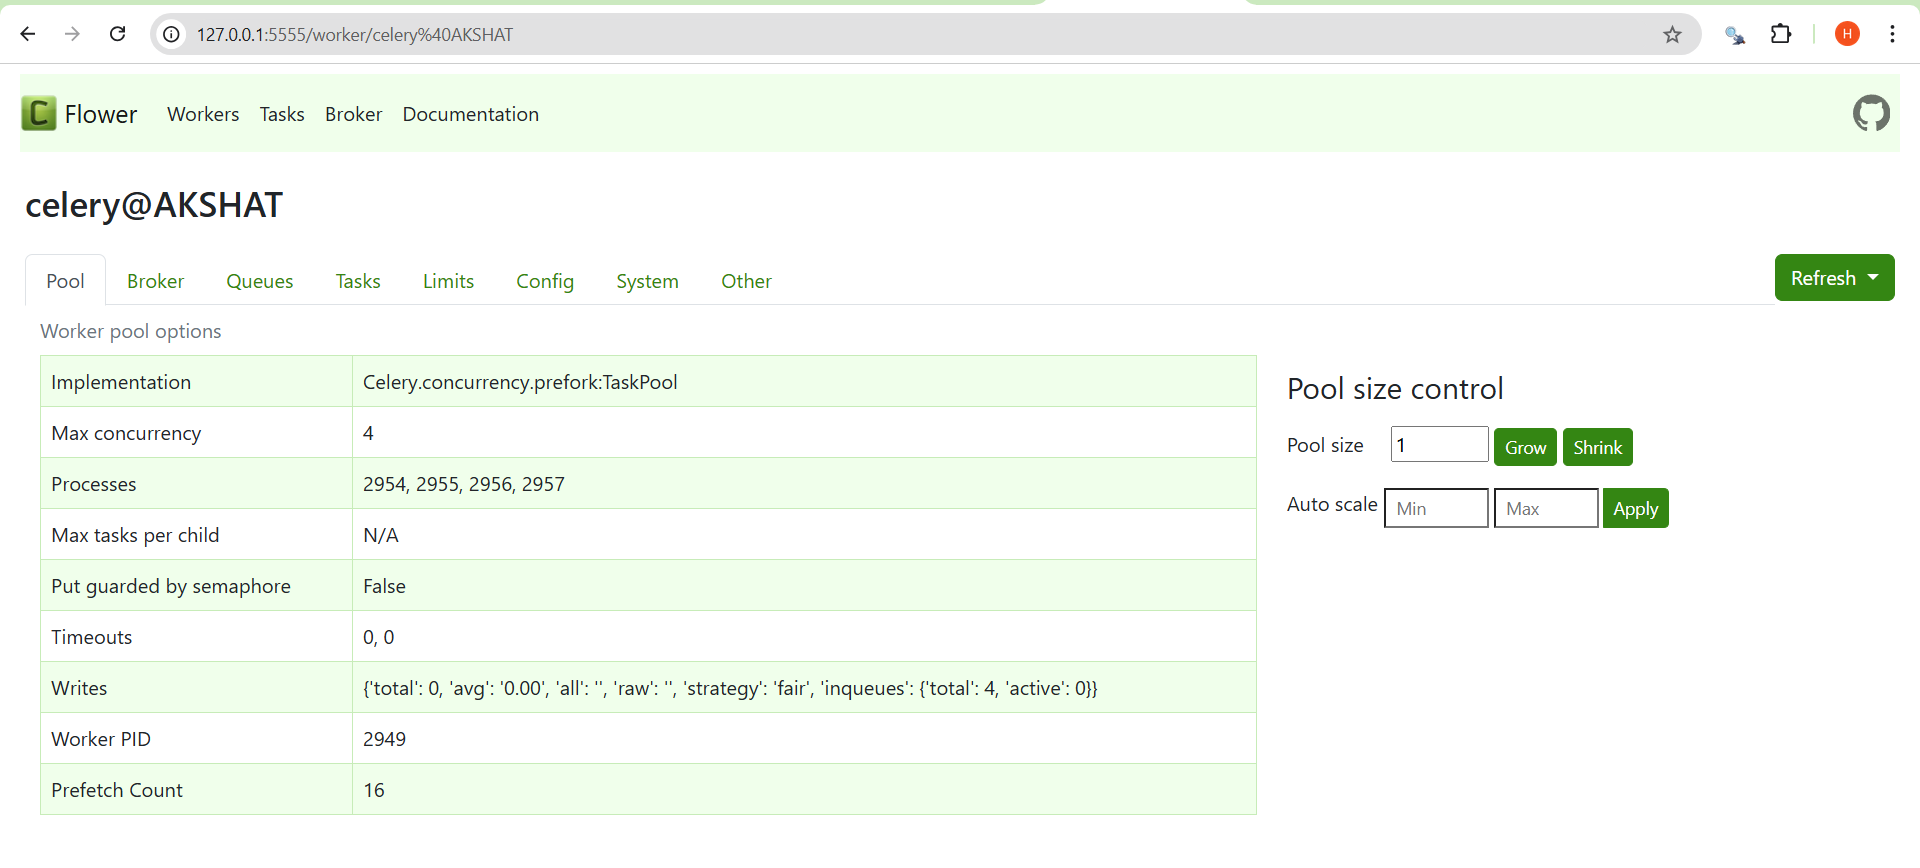 127.0.0.1:5555/worker/celery%40AKSHAT
H
C Flower Workers Tasks Broker Documentation
celery@AKSHAT
Pool Broker Queues Tasks Limits Config System Other Refresh
Worker pool options
Implementation Celery.concurrency.prefork:TaskPool
Max concurrency 4
Processes 2954, 2955, 2956, 2957
Max tasks per child N/A
Put guarded by semaphore False
Timeouts 0, 0
Writes {'total': 0, 'avg': '0.00', 'all': '', 'raw': '', 'strategy': 'fair', 'inqueues': {'total': 4, 'active': 0}}
Worker PID 2949
Prefetch Count 16
Pool size control
Pool size 1 Grow Shrink
Auto scale Min Max Apply